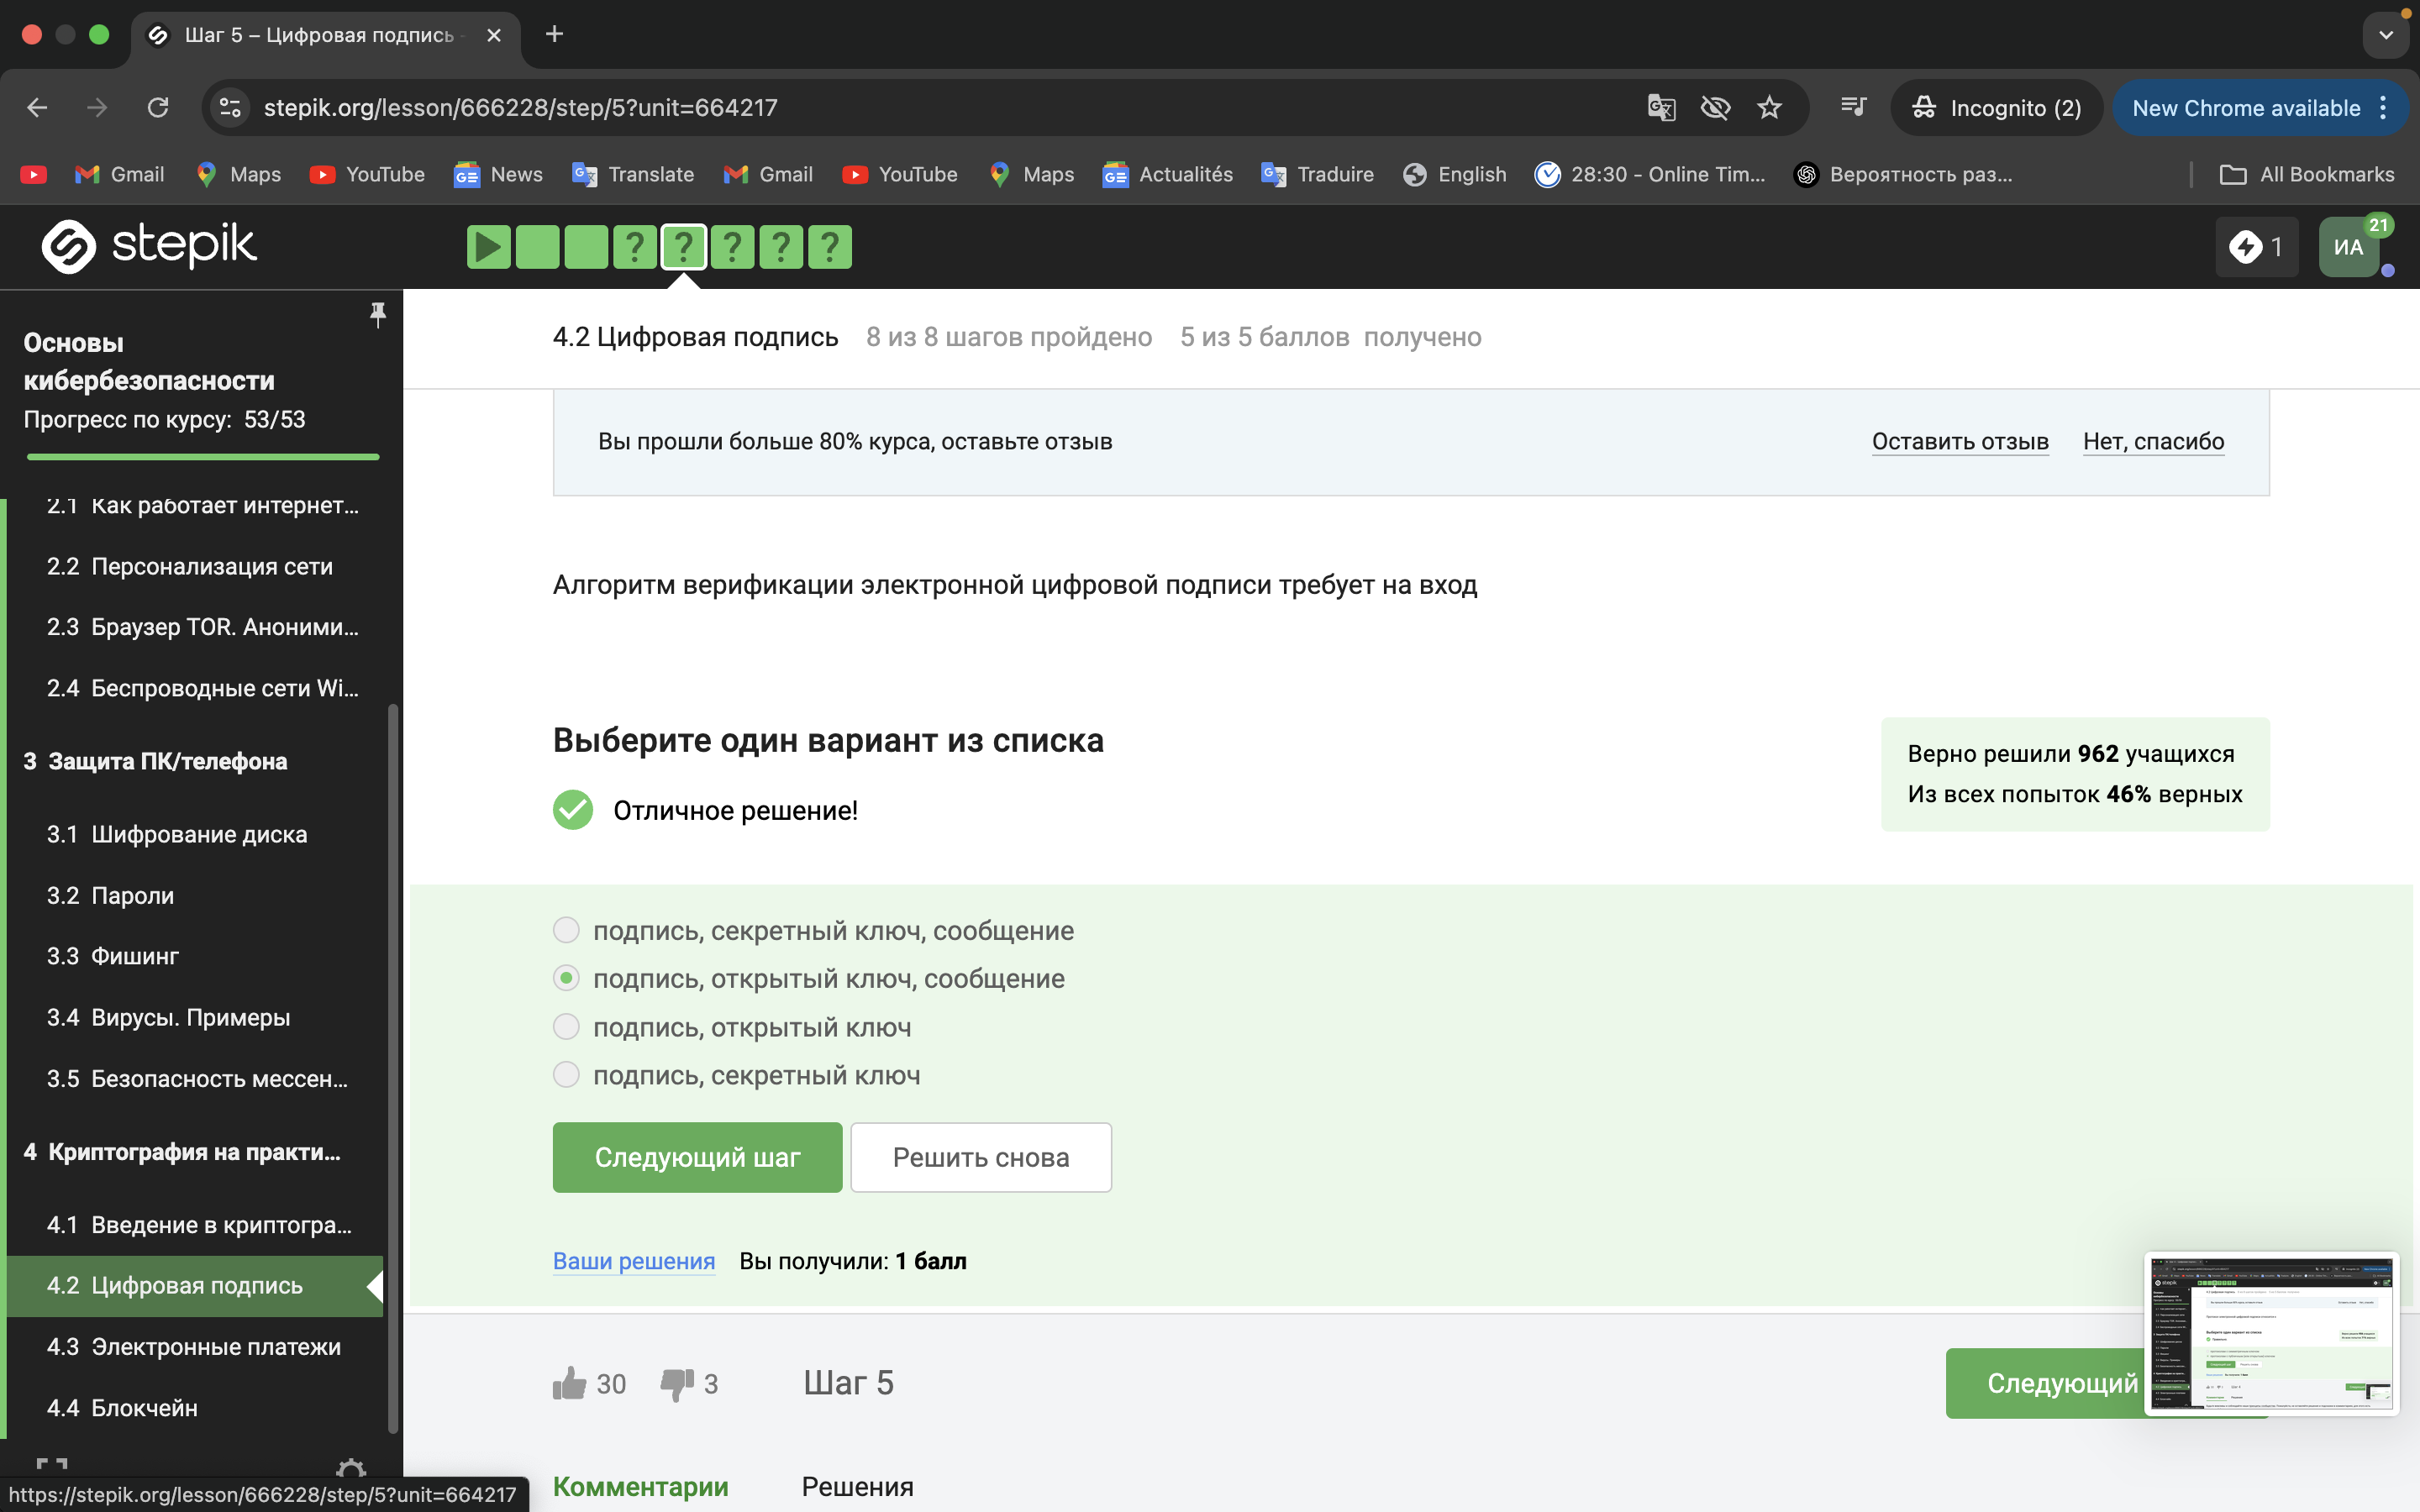 Шаг 5 – Цифровая подпись
stepik.org/lesson/666228/step/5?unit=664217
Incognito (2)
New Chrome available
Gmail
Maps
YouTube
News
Translate
Gmail
YouTube
Maps
Actualités
Traduire
English
28:30 - Online Tim...
Вероятность раз...
All Bookmarks
stepik
? ? ? ? ?
1
ИА
21
Основы
кибербезопасности
Прогресс по курсу: 53/53
2.1 Как работает интернет...
2.2 Персонализация сети
2.3 Браузер TOR. Аноними...
2.4 Беспроводные сети Wi...
3 Защита ПК/телефона
3.1 Шифрование диска
3.2 Пароли
3.3 Фишинг
3.4 Вирусы. Примеры
3.5 Безопасность мессен...
4 Криптография на практи...
4.1 Введение в криптогра...
4.2 Цифровая подпись
4.3 Электронные платежи
4.4 Блокчейн
https://stepik.org/lesson/666228/step/5?unit=664217
4.2 Цифровая подпись 8 из 8 шагов пройдено 5 из 5 баллов получено
Вы прошли больше 80% курса, оставьте отзыв
Оставить отзыв
Нет, спасибо
Алгоритм верификации электронной цифровой подписи требует на вход
Выберите один вариант из списка
Отличное решение!
Верно решили 962 учащихся
Из всех попыток 46% верных
подпись, секретный ключ, сообщение
подпись, открытый ключ, сообщение
подпись, открытый ключ
подпись, секретный ключ
Следующий шаг
Решить снова
Ваши решения
Вы получили: 1 балл
30
3
Шаг 5
Следующий
Комментарии
Решения